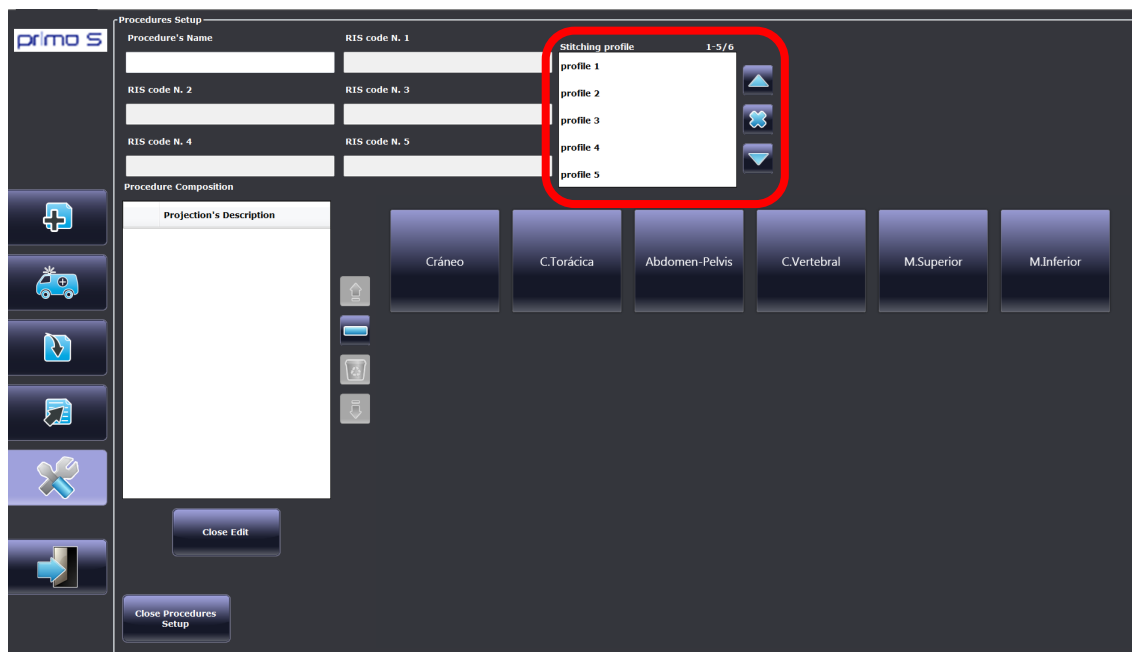 Procedures Setup
primo S
Procedure's Name
RIS code N. 1
Stitching profile 1-5/6
profile 1
profile 2
profile 3
profile 4
profile 5
RIS code N. 2
RIS code N. 3
RIS code N. 4
RIS code N. 5
Procedure Composition
Projection's Description
Cráneo
C.Torácica
Abdomen-Pelvis
C.Vertebral
M.Superior
M.Inferior
Close Edit
Close Procedures
Setup